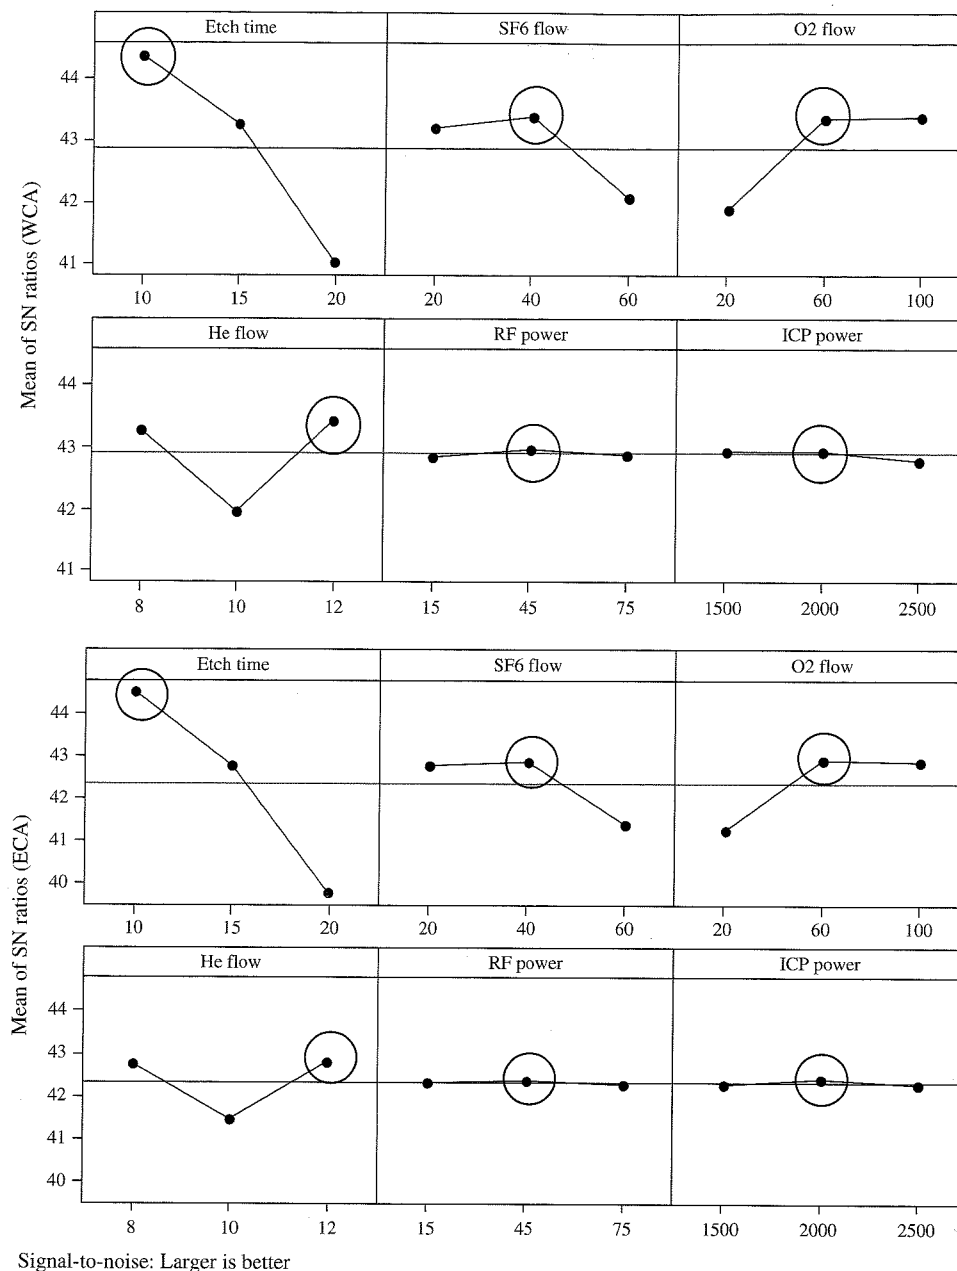 Etch time SF6 flow O2 flow
44
43
42
41
10 15 20 20 40 60 20 60 100
Mean of SN ratios (WCA)
He flow RF power ICP power
44
43
42
41
8 10 12 15 45 75 1500 2000 2500
Etch time SF6 flow O2 flow
44
43
42
41
40
10 15 20 20 40 60 20 60 100
Mean of SN ratios (ECA)
He flow RF power ICP power
44
43
42
41
40
8 10 12 15 45 75 1500 2000 2500
Signal-to-noise: Larger is better